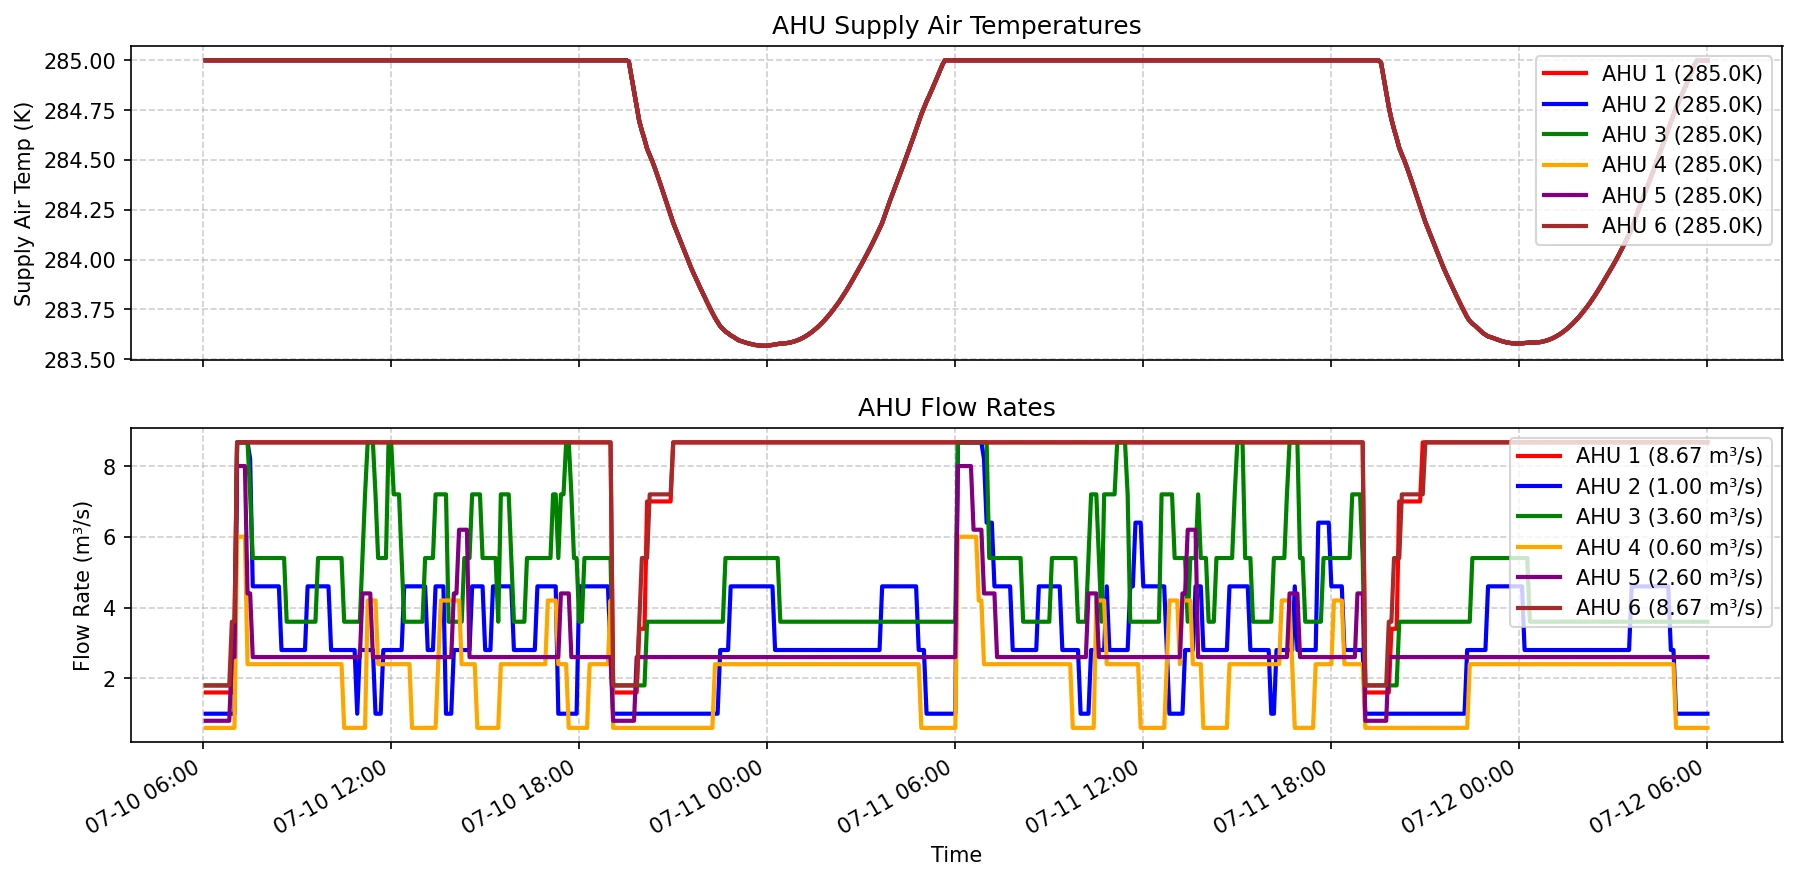 AHU Supply Air Temperatures
Supply Air Temp (K)
285.00
284.75
284.50
284.25
284.00
283.75
283.50
AHU 1 (285.0K)
AHU 2 (285.0K)
AHU 3 (285.0K)
AHU 4 (285.0K)
AHU 5 (285.0K)
AHU 6 (285.0K)
AHU Flow Rates
Flow Rate (m³/s)
8
6
4
2
AHU 1 (8.67 m³/s)
AHU 2 (1.00 m³/s)
AHU 3 (3.60 m³/s)
AHU 4 (0.60 m³/s)
AHU 5 (2.60 m³/s)
AHU 6 (8.67 m³/s)
07-10 06:00
07-10 12:00
07-10 18:00
07-11 00:00
07-11 06:00
07-11 12:00
07-11 18:00
07-12 00:00
07-12 06:00
Time